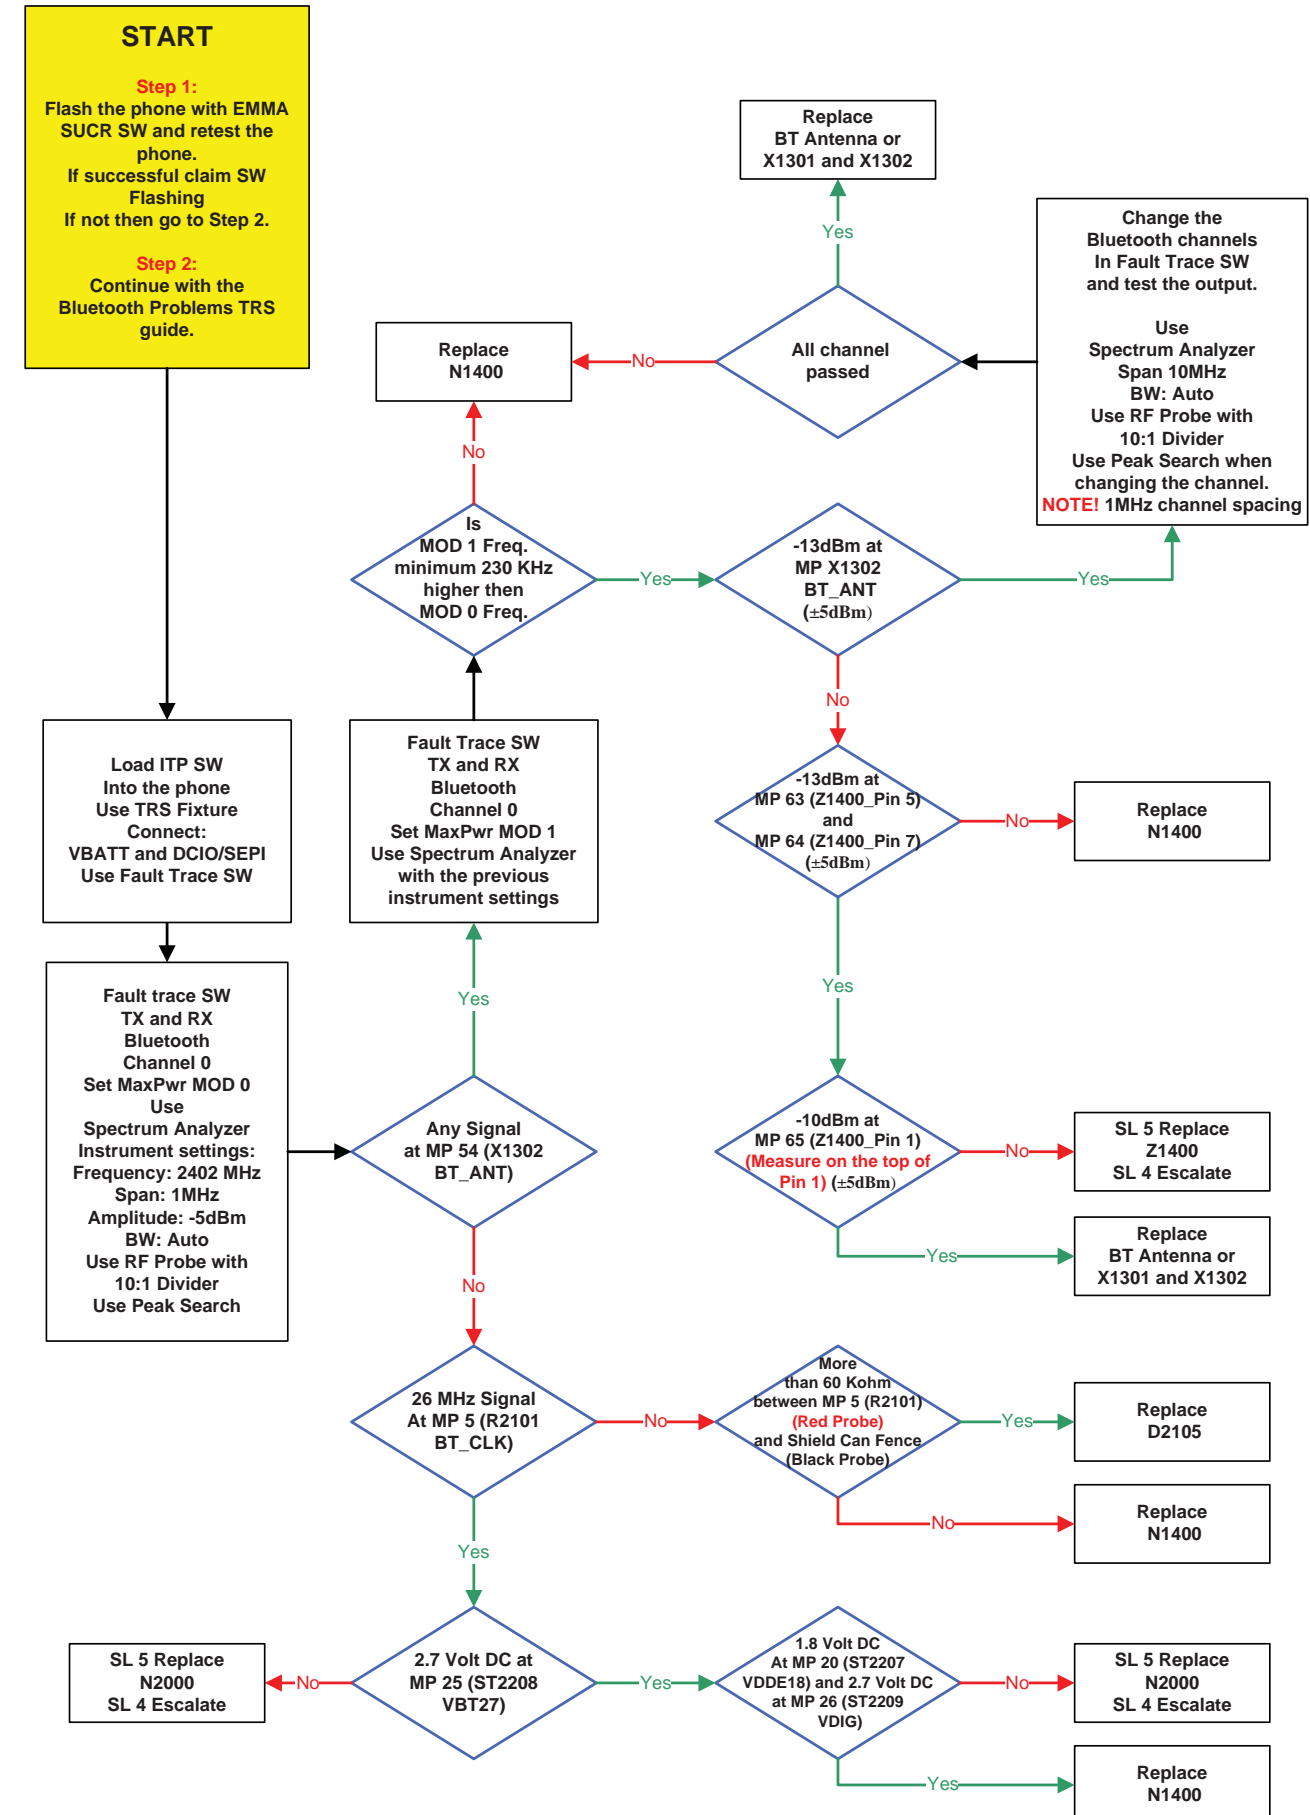 START
Step 1:
Flash the phone with EMMA
SUCR SW and retest the
phone.
If successful claim SW
Flashing
If not then go to Step 2.
Step 2:
Continue with the
Bluetooth Problems TRS
guide.
Replace
BT Antenna or
X1301 and X1302
Yes
Change the
Bluetooth channels
In Fault Trace SW
and test the output.
Use
Spectrum Analyzer
Span 10MHz
BW: Auto
Use RF Probe with
10:1 Divider
Use Peak Search when
changing the channel.
NOTE! 1MHz channel spacing
All channel
passed
No
Replace
N1400
No
Is
MOD 1 Freq.
minimum 230 KHz
higher then
MOD 0 Freq.
Yes
-13dBm at
MP X1302
BT_ANT
(±5dBm)
Yes
No
Load ITP SW
Into the phone
Use TRS Fixture
Connect:
VBATT and DCIO/SEPI
Use Fault Trace SW
Fault Trace SW
TX and RX
Bluetooth
Channel 0
Set MaxPwr MOD 1
Use Spectrum Analyzer
with the previous
instrument settings
-13dBm at
MP 63 (Z1400_Pin 5)
and
MP 64 (Z1400_Pin 7)
(±5dBm)
No
Replace
N1400
Yes
Yes
Fault trace SW
TX and RX
Bluetooth
Channel 0
Set MaxPwr MOD 0
Use
Spectrum Analyzer
Instrument settings:
Frequency: 2402 MHz
Span: 1MHz
Amplitude: -5dBm
BW: Auto
Use RF Probe with
10:1 Divider
Use Peak Search
Any Signal
at MP 54 (X1302
BT_ANT)
-10dBm at
MP 65 (Z1400_Pin 1)
(Measure on the top of
Pin 1) (±5dBm)
No
SL 5 Replace
Z1400
SL 4 Escalate
Yes
Replace
BT Antenna or
X1301 and X1302
No
26 MHz Signal
At MP 5 (R2101
BT_CLK)
No
More
than 60 Kohm
between MP 5 (R2101)
(Red Probe)
and Shield Can Fence
(Black Probe)
Yes
Replace
D2105
No
Replace
N1400
Yes
SL 5 Replace
N2000
SL 4 Escalate
No
2.7 Volt DC at
MP 25 (ST2208
VBT27)
Yes
1.8 Volt DC
At MP 20 (ST2207
VDDE18) and 2.7 Volt DC
at MP 26 (ST2209
VDIG)
No
SL 5 Replace
N2000
SL 4 Escalate
Yes
Replace
N1400